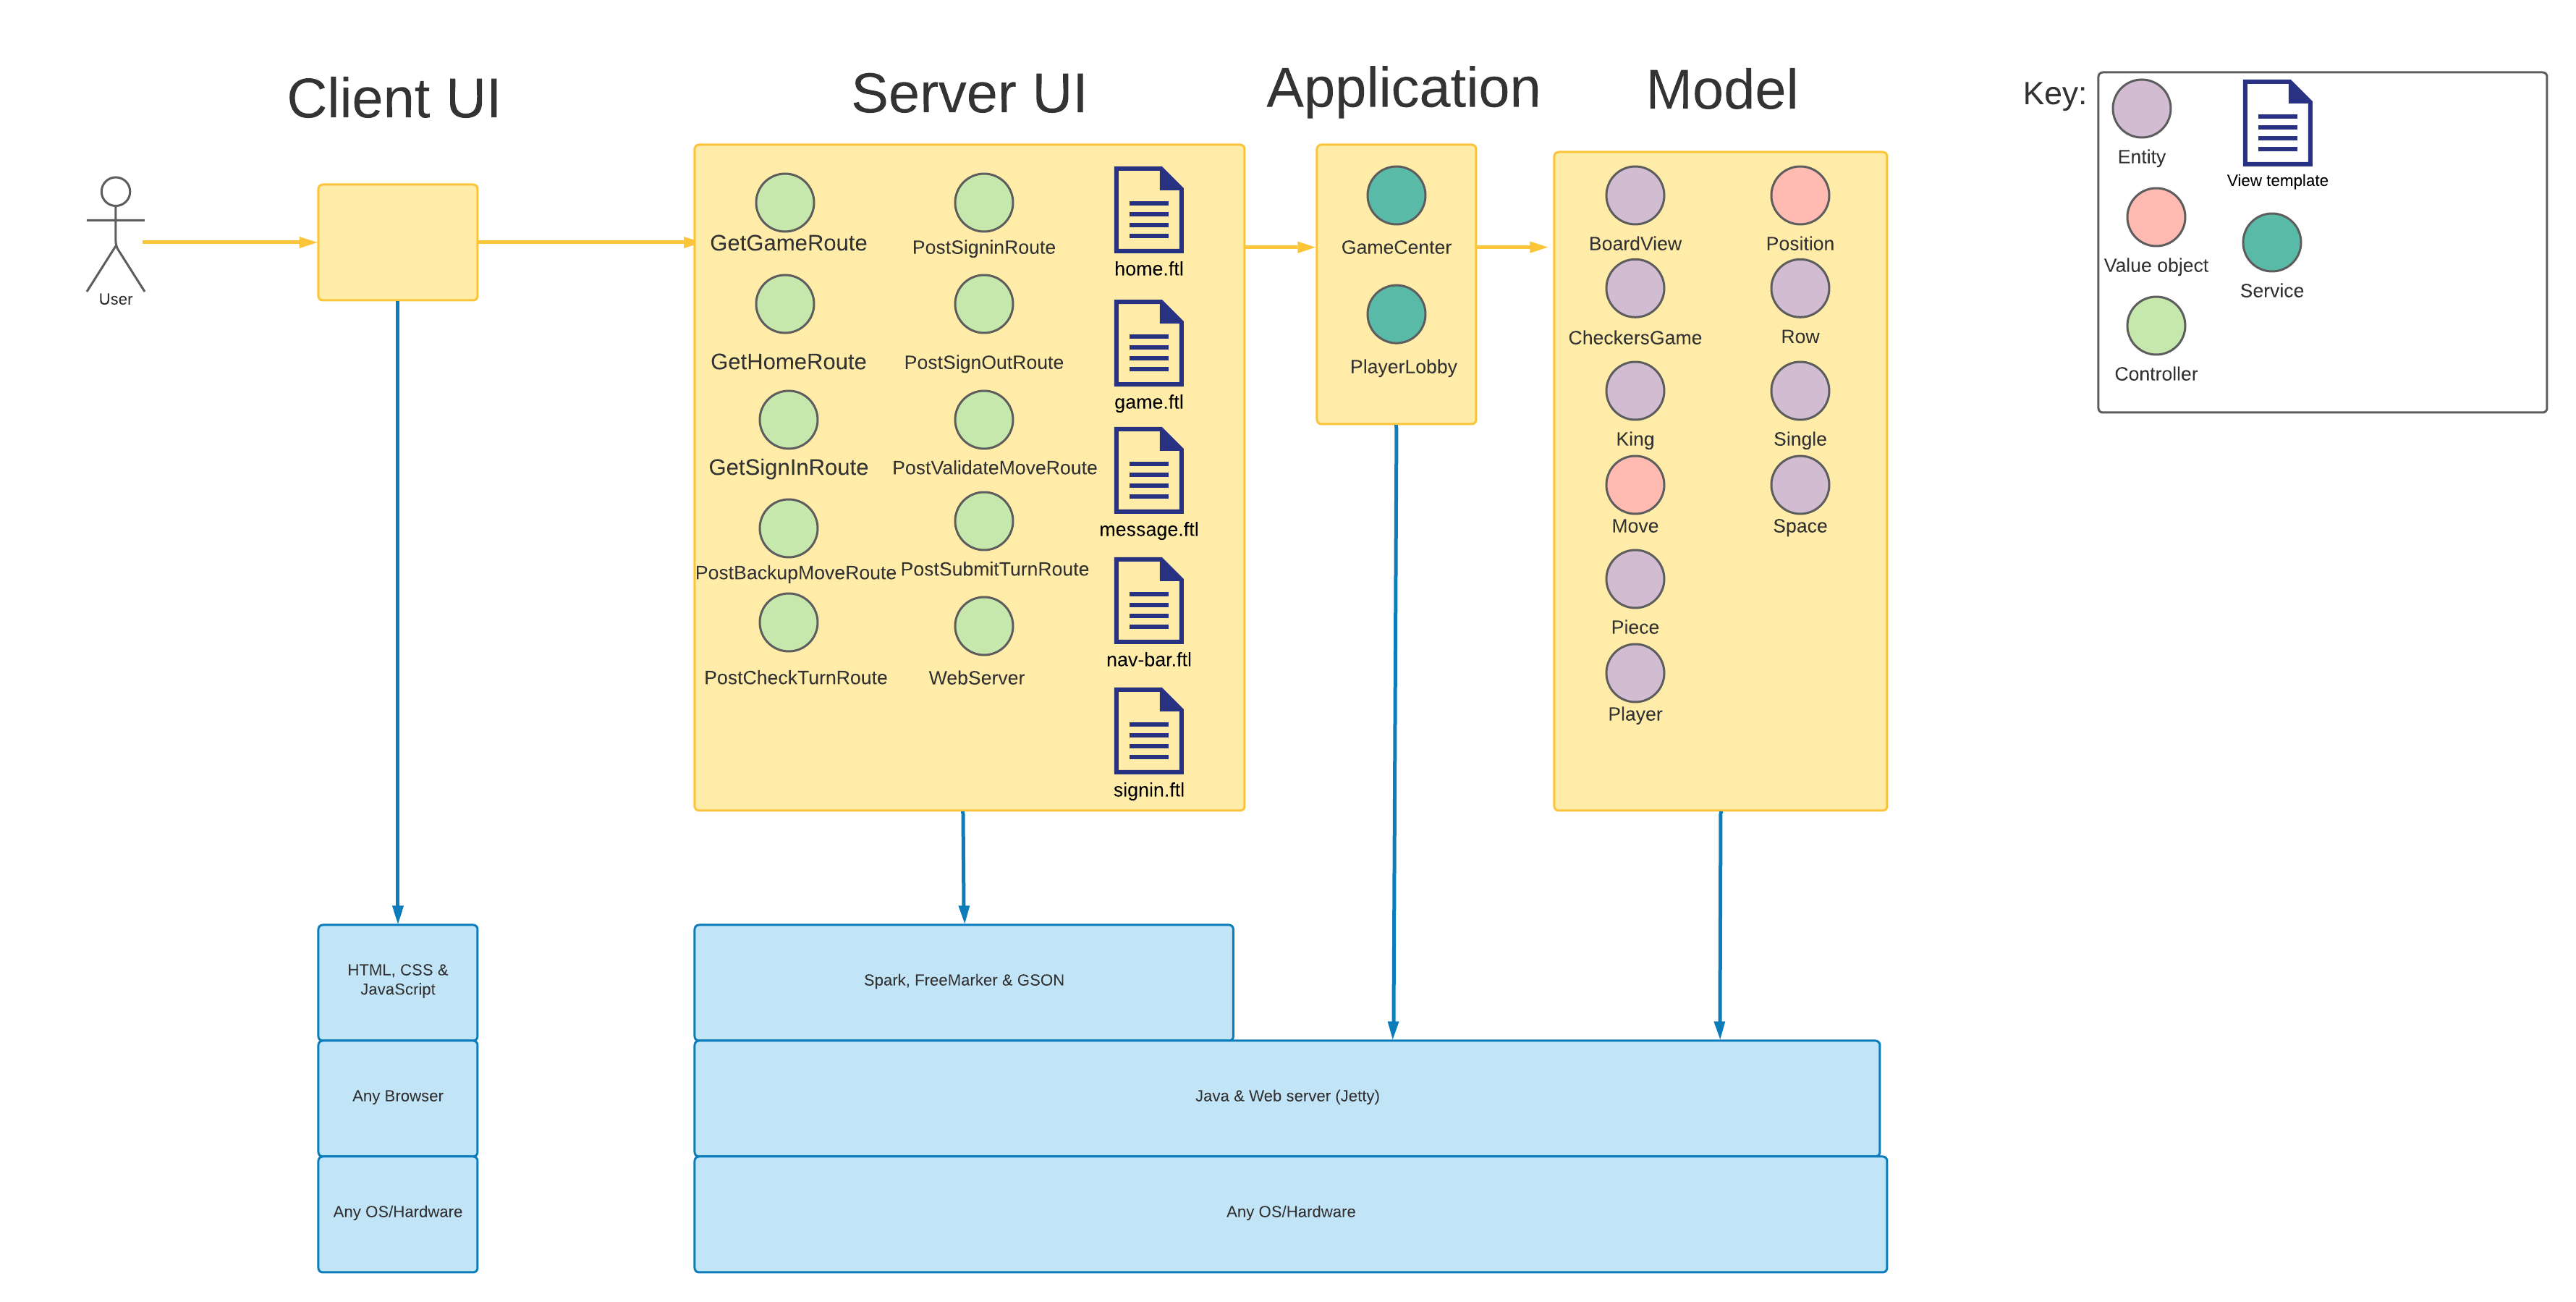 Client UI
Server UI
Application
Model
Key:
User
GetGameRoute
PostSigninRoute
home.ftl
GetHomeRoute
PostSignOutRoute
game.ftl
GetSignInRoute
PostValidateMoveRoute
message.ftl
PostBackupMoveRoute
PostSubmitTurnRoute
nav-bar.ftl
PostCheckTurnRoute
WebServer
signin.ftl
GameCenter
PlayerLobby
BoardView
Position
CheckersGame
Row
King
Single
Move
Space
Piece
Player
Entity
View template
Value object
Service
Controller
HTML, CSS &
JavaScript
Any Browser
Any OS/Hardware
Spark, FreeMarker & GSON
Java & Web server (Jetty)
Any OS/Hardware